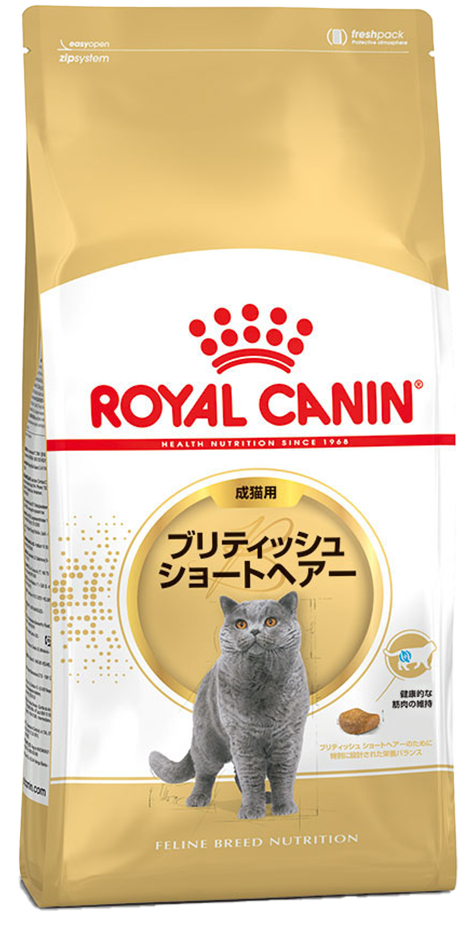 easyopen
zipsystem
freshpack
Protective atmosphere
ROYAL CANIN®
HEALTH NUTRITION SINCE 1968
成猫用
ブリティッシュ
ショートヘアー
健康的な
筋肉の維持
ブリティッシュ ショートヘアーのために
特別に設計された栄養バランス
FELINE BREED NUTRITION